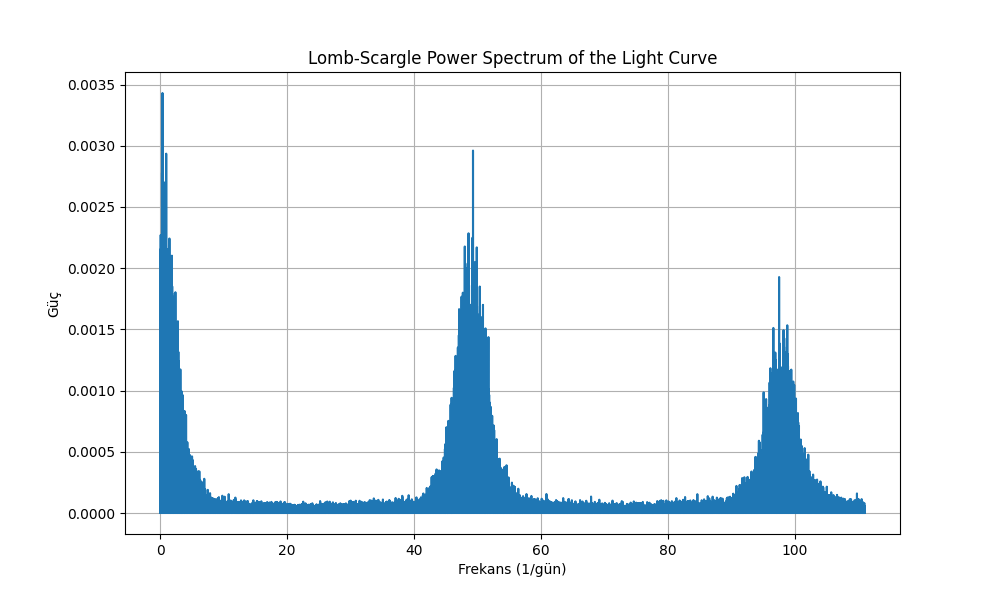 Lomb-Scargle Power Spectrum of the Light Curve
0.0035
0.0030
0.0025
0.0020
0.0015
0.0010
0.0005
0.0000
Güç
0 20 40 60 80 100
Frekans (1/gün)